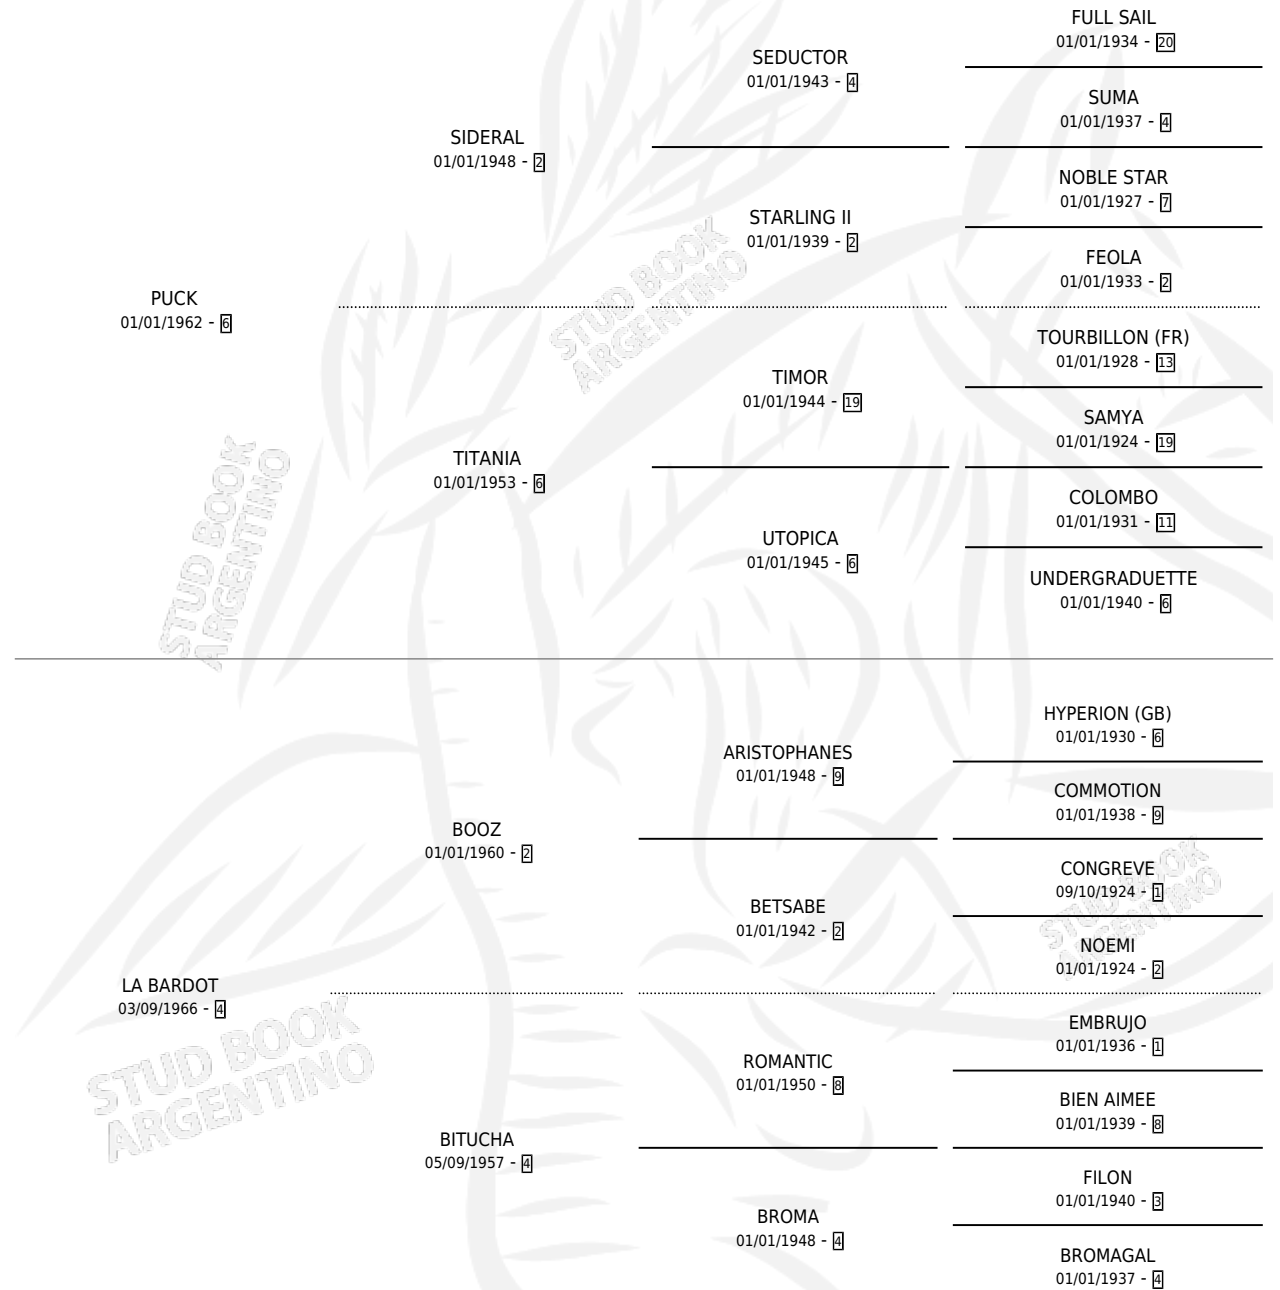 FULL SAIL
01/01/1934 - 20
SEDUCTOR
01/01/1943 - 4
SUMA
01/01/1937 - 4
SIDERAL
01/01/1948 - 2
NOBLE STAR
01/01/1927 - 7
STARLING II
01/01/1939 - 2
FEOLA
01/01/1933 - 2
PUCK
01/01/1962 - 6
TOURBILLON (FR)
01/01/1928 - 13
TIMOR
01/01/1944 - 19
SAMYA
01/01/1924 - 19
TITANIA
01/01/1953 - 6
COLOMBO
01/01/1931 - 11
UTOPICA
01/01/1945 - 6
UNDERGRADUETTE
01/01/1940 - 6
HYPERION (GB)
01/01/1930 - 6
ARISTOPHANES
01/01/1948 - 9
COMMOTION
01/01/1938 - 9
BOOZ
01/01/1960 - 2
CONGREVE
09/10/1924 - 1
BETSABE
01/01/1942 - 2
NOEMI
01/01/1924 - 2
LA BARDOT
03/09/1966 - 4
EMBRUJO
01/01/1936 - 1
ROMANTIC
01/01/1950 - 8
BIEN AIMEE
01/01/1939 - 8
BITUCHA
05/09/1957 - 4
FILON
01/01/1940 - 3
BROMA
01/01/1948 - 4
BROMAGAL
01/01/1937 - 4
STUD BOOK
ARGENTINO
STUD BOOK
ARGENTINO
STUD BOOK
ARGENTINO
STUD BOOK
ARGENTINO